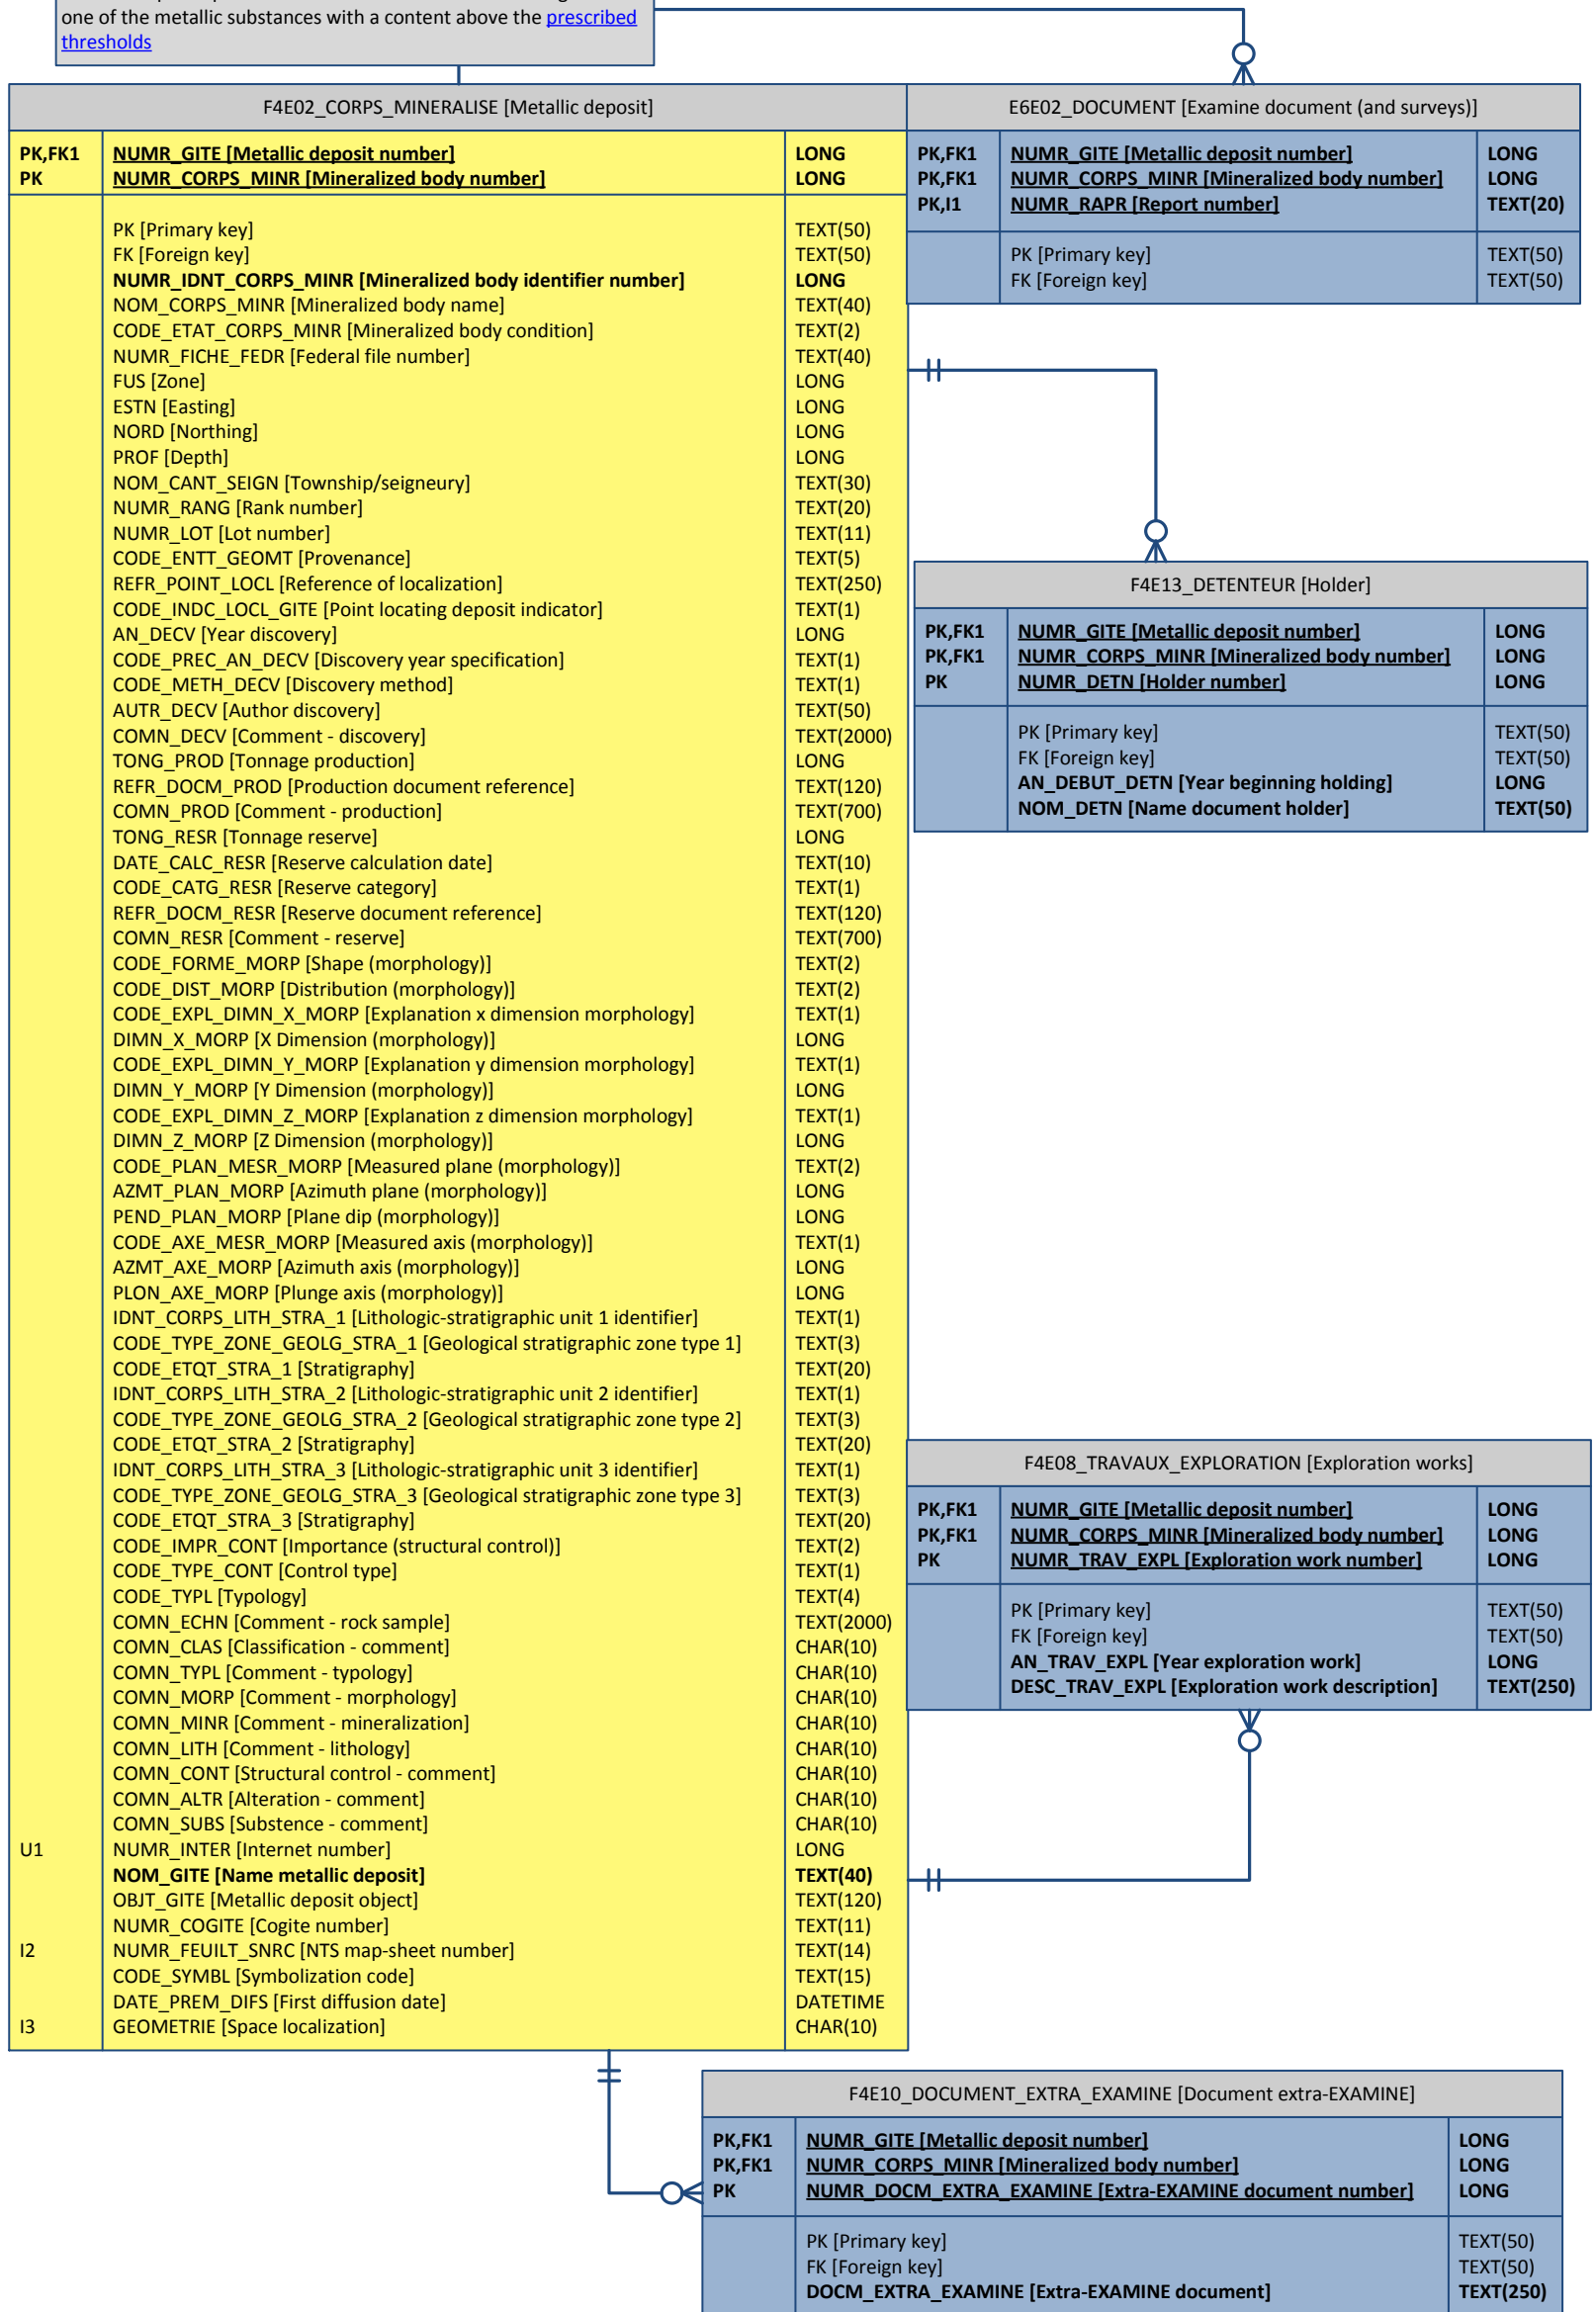 one of the metallic substances with a content above the prescribed
thresholds
F4E02_CORPS_MINERALISE [Metallic deposit]
PK,FK1 NUMR_GITE [Metallic deposit number] LONG
PK NUMR_CORPS_MINR [Mineralized body number] LONG
PK [Primary key] TEXT(50)
FK [Foreign key] TEXT(50)
NUMR_IDNT_CORPS_MINR [Mineralized body identifier number] LONG
NOM_CORPS_MINR [Mineralized body name] TEXT(40)
CODE_ETAT_CORPS_MINR [Mineralized body condition] TEXT(2)
NUMR_FICHE_FEDR [Federal file number] TEXT(40)
FUS [Zone] LONG
ESTN [Easting] LONG
NORD [Northing] LONG
PROF [Depth] LONG
NOM_CANT_SEIGN [Township/seigneury] TEXT(30)
NUMR_RANG [Rank number] TEXT(20)
NUMR_LOT [Lot number] TEXT(11)
CODE_ENTT_GEOMT [Provenance] TEXT(5)
REFR_POINT_LOCL [Reference of localization] TEXT(250)
CODE_INDC_LOCL_GITE [Point locating deposit indicator] TEXT(1)
AN_DECV [Year discovery] LONG
CODE_PREC_AN_DECV [Discovery year specification] TEXT(1)
CODE_METH_DECV [Discovery method] TEXT(1)
AUTR_DECV [Author discovery] TEXT(50)
COMN_DECV [Comment - discovery] TEXT(2000)
TONG_PROD [Tonnage production] LONG
REFR_DOCM_PROD [Production document reference] TEXT(120)
COMN_PROD [Comment - production] TEXT(700)
TONG_RESR [Tonnage reserve] LONG
DATE_CALC_RESR [Reserve calculation date] TEXT(10)
CODE_CATG_RESR [Reserve category] TEXT(1)
REFR_DOCM_RESR [Reserve document reference] TEXT(120)
COMN_RESR [Comment - reserve] TEXT(700)
CODE_FORME_MORP [Shape (morphology)] TEXT(2)
CODE_DIST_MORP [Distribution (morphology)] TEXT(2)
CODE_EXPL_DIMN_X_MORP [Explanation x dimension morphology] TEXT(1)
DIMN_X_MORP [X Dimension (morphology)] LONG
CODE_EXPL_DIMN_Y_MORP [Explanation y dimension morphology] TEXT(1)
DIMN_Y_MORP [Y Dimension (morphology)] LONG
CODE_EXPL_DIMN_Z_MORP [Explanation z dimension morphology] TEXT(1)
DIMN_Z_MORP [Z Dimension (morphology)] LONG
CODE_PLAN_MESR_MORP [Measured plane (morphology)] TEXT(2)
AZMT_PLAN_MORP [Azimuth plane (morphology)] LONG
PEND_PLAN_MORP [Plane dip (morphology)] LONG
CODE_AXE_MESR_MORP [Measured axis (morphology)] TEXT(1)
AZMT_AXE_MORP [Azimuth axis (morphology)] LONG
PLON_AXE_MORP [Plunge axis (morphology)] LONG
IDNT_CORPS_LITH_STRA_1 [Lithologic-stratigraphic unit 1 identifier] TEXT(1)
CODE_TYPE_ZONE_GEOLG_STRA_1 [Geological stratigraphic zone type 1] TEXT(3)
CODE_ETQT_STRA_1 [Stratigraphy] TEXT(20)
IDNT_CORPS_LITH_STRA_2 [Lithologic-stratigraphic unit 2 identifier] TEXT(1)
CODE_TYPE_ZONE_GEOLG_STRA_2 [Geological stratigraphic zone type 2] TEXT(3)
CODE_ETQT_STRA_2 [Stratigraphy] TEXT(20)
IDNT_CORPS_LITH_STRA_3 [Lithologic-stratigraphic unit 3 identifier] TEXT(1)
CODE_TYPE_ZONE_GEOLG_STRA_3 [Geological stratigraphic zone type 3] TEXT(3)
CODE_ETQT_STRA_3 [Stratigraphy] TEXT(20)
CODE_IMPR_CONT [Importance (structural control)] TEXT(2)
CODE_TYPE_CONT [Control type] TEXT(1)
CODE_TYPL [Typology] TEXT(4)
COMN_ECHN [Comment - rock sample] TEXT(2000)
COMN_CLAS [Classification - comment] CHAR(10)
COMN_TYPL [Comment - typology] CHAR(10)
COMN_MORP [Comment - morphology] CHAR(10)
COMN_MINR [Comment - mineralization] CHAR(10)
COMN_LITH [Comment - lithology] CHAR(10)
COMN_CONT [Structural control - comment] CHAR(10)
COMN_ALTR [Alteration - comment] CHAR(10)
COMN_SUBS [Substence - comment] CHAR(10)
U1 NUMR_INTER [Internet number] LONG
NOM_GITE [Name metallic deposit] TEXT(40)
OBJT_GITE [Metallic deposit object] TEXT(120)
NUMR_COGITE [Cogite number] TEXT(11)
I2 NUMR_FEUILT_SNRC [NTS map-sheet number] TEXT(14)
CODE_SYMBL [Symbolization code] TEXT(15)
DATE_PREM_DIFS [First diffusion date] DATETIME
I3 GEOMETRIE [Space localization] CHAR(10)
E6E02_DOCUMENT [Examine document (and surveys)]
PK,FK1 NUMR_GITE [Metallic deposit number] LONG
PK,FK1 NUMR_CORPS_MINR [Mineralized body number] LONG
PK,I1 NUMR_RAPR [Report number] TEXT(20)
PK [Primary key] TEXT(50)
FK [Foreign key] TEXT(50)
F4E13_DETENTEUR [Holder]
PK,FK1 NUMR_GITE [Metallic deposit number] LONG
PK,FK1 NUMR_CORPS_MINR [Mineralized body number] LONG
PK NUMR_DETN [Holder number] LONG
PK [Primary key] TEXT(50)
FK [Foreign key] TEXT(50)
AN_DEBUT_DETN [Year beginning holding] LONG
NOM_DETN [Name document holder] TEXT(50)
F4E08_TRAVAUX_EXPLORATION [Exploration works]
PK,FK1 NUMR_GITE [Metallic deposit number] LONG
PK,FK1 NUMR_CORPS_MINR [Mineralized body number] LONG
PK NUMR_TRAV_EXPL [Exploration work number] LONG
PK [Primary key] TEXT(50)
FK [Foreign key] TEXT(50)
AN_TRAV_EXPL [Year exploration work] LONG
DESC_TRAV_EXPL [Exploration work description] TEXT(250)
F4E10_DOCUMENT_EXTRA_EXAMINE [Document extra-EXAMINE]
PK,FK1 NUMR_GITE [Metallic deposit number] LONG
PK,FK1 NUMR_CORPS_MINR [Mineralized body number] LONG
PK NUMR_DOCM_EXTRA_EXAMINE [Extra-EXAMINE document number] LONG
PK [Primary key] TEXT(50)
FK [Foreign key] TEXT(50)
DOCM_EXTRA_EXAMINE [Extra-EXAMINE document] TEXT(250)